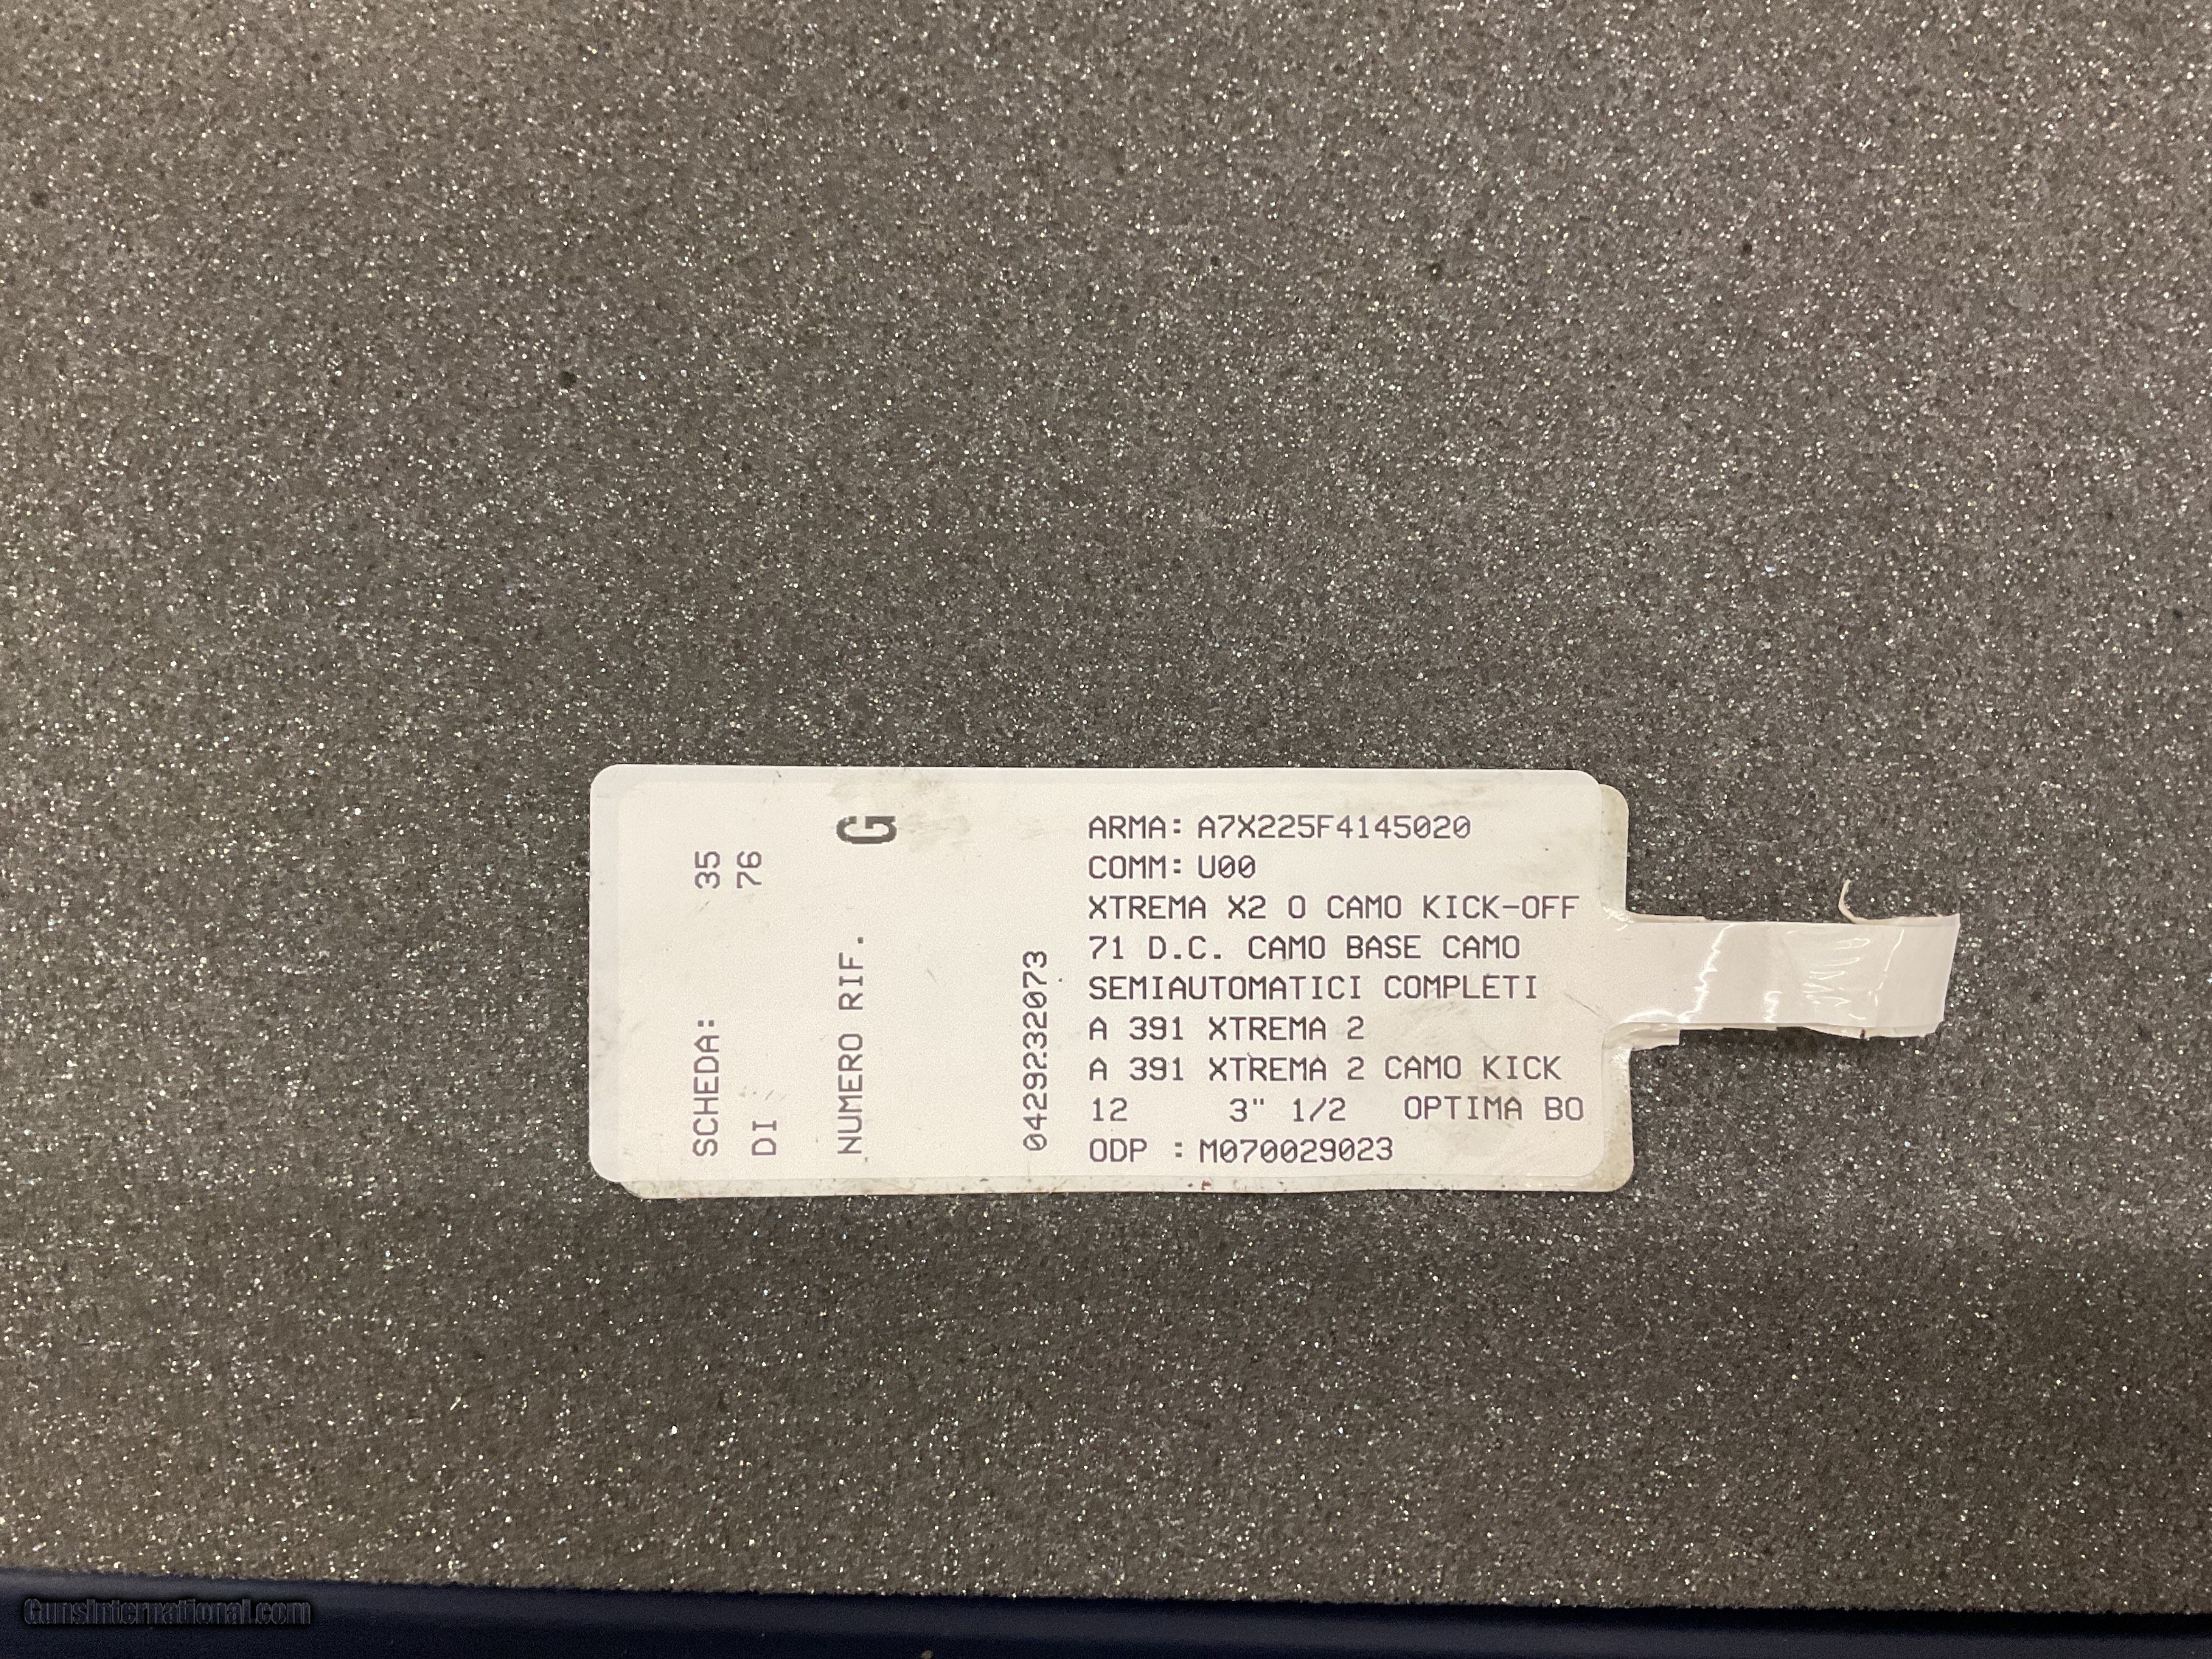 SCHEDA: 35
DI 76
NUMERO RIF. G
04292232073
ARMA: A7X225F4145020
COMM: U00
XTREMA X2 O CAMO KICK-OFF
71 D.C. CAMO BASE CAMO
SEMIAUTOMATICI COMPLETI
A 391 XTREMA 2
A 391 XTREMA 2 CAMO KICK
12 3" 1/2 OPTIMA BO
ODP : M070029023
GunsInternational.com